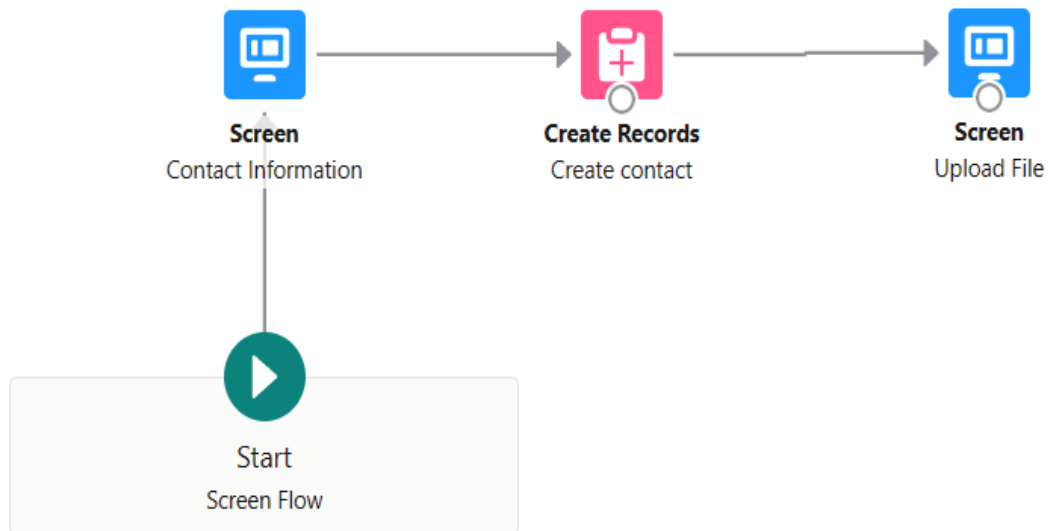 Screen
Contact Information
Create Records
Create contact
Screen
Upload File
Start
Screen Flow